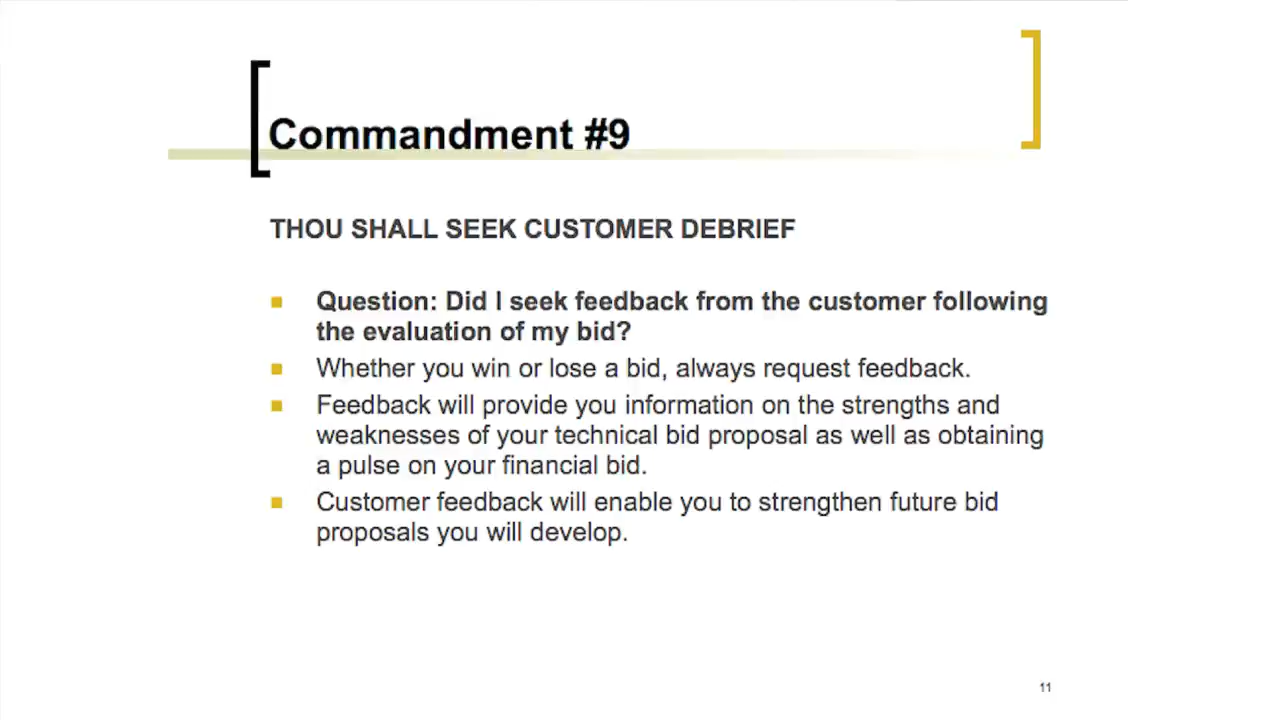 Commandment #9
THOU SHALL SEEK CUSTOMER DEBRIEF
Question: Did I seek feedback from the customer following
the evaluation of my bid?
Whether you win or lose a bid, always request feedback.
Feedback will provide you information on the strengths and
weaknesses of your technical bid proposal as well as obtaining
a pulse on your financial bid.
Customer feedback will enable you to strengthen future bid
proposals you will develop.
11